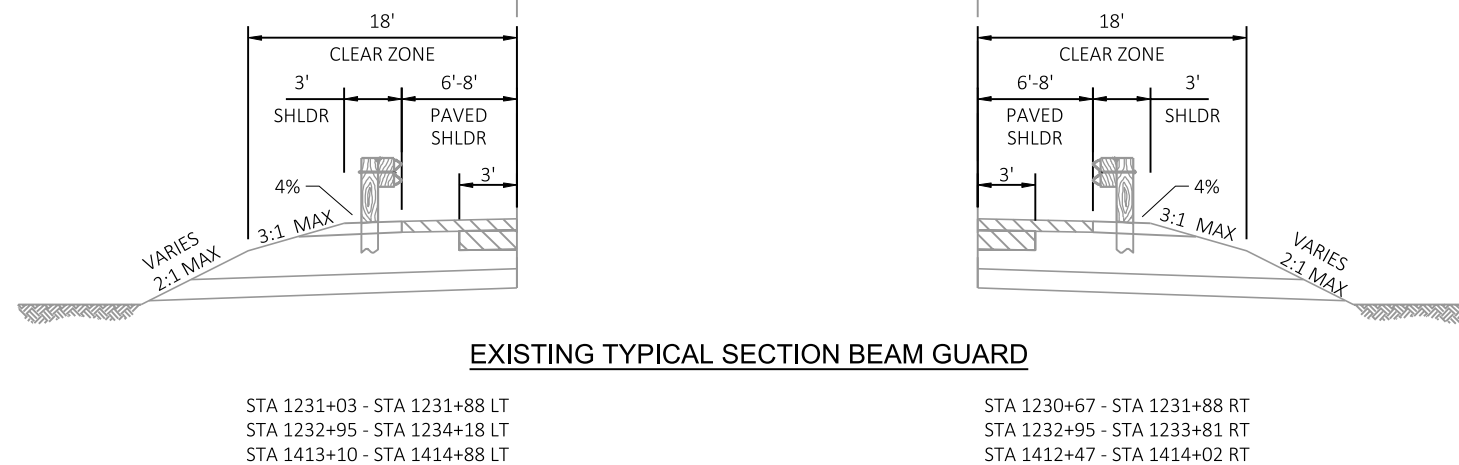 18'
CLEAR ZONE
3'
6'-8'
SHLDR
PAVED
SHLDR
3'
4%
3:1 MAX
VARIES
2:1 MAX
18'
CLEAR ZONE
6'-8'
3'
PAVED
SHLDR
SHLDR
3'
4%
3:1 MAX
VARIES
2:1 MAX
EXISTING TYPICAL SECTION BEAM GUARD
STA 1231+03 - STA 1231+88 LT
STA 1232+95 - STA 1234+18 LT
STA 1413+10 - STA 1414+88 LT
STA 1230+67 - STA 1231+88 RT
STA 1232+95 - STA 1233+81 RT
STA 1412+47 - STA 1414+02 RT